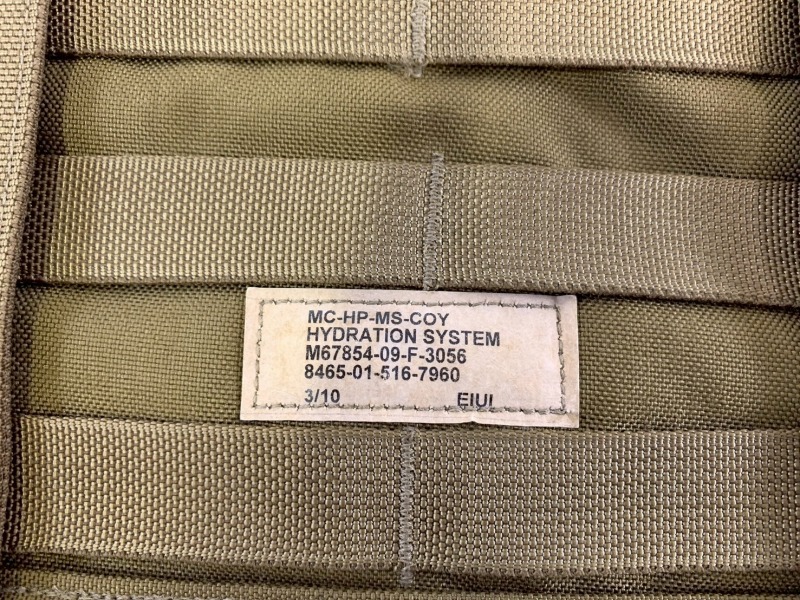 MC-HP-MS-COY
HYDRATION SYSTEM
M67854-09-F-3056
8465-01-516-7960
3/10 EIUI